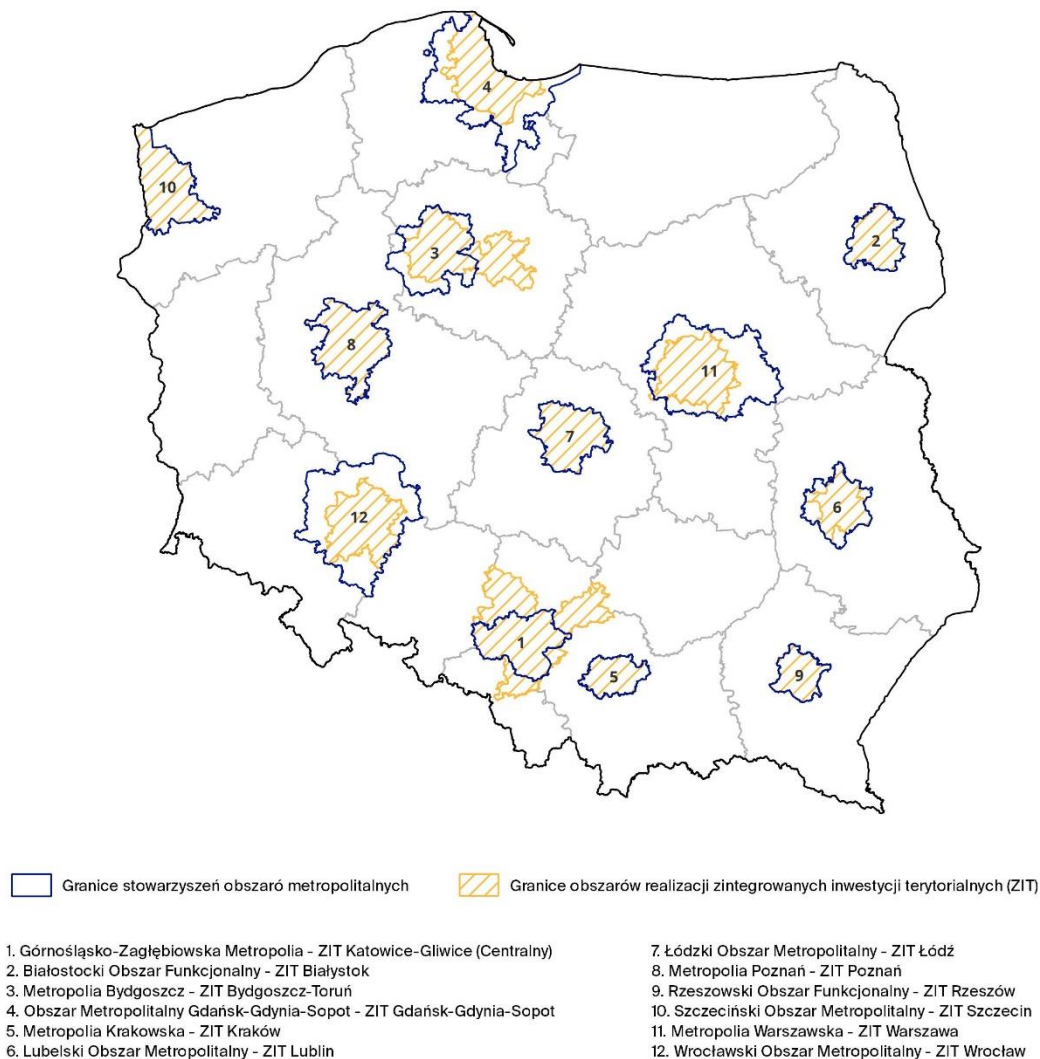 4
10
3
2
8
11
7
12
6
1
5
9
Granice stowarzyszeń obszaró metropolitalnych
Granice obszarów realizacji zintegrowanych inwestycji terytorialnych (ZIT)
1. Górnośląsko-Zagłębiowska Metropolia - ZIT Katowice-Gliwice (Centralny)
2. Białostocki Obszar Funkcjonalny - ZIT Białystok
3. Metropolia Bydgoszcz - ZIT Bydgoszcz-Toruń
4. Obszar Metropolitalny Gdańsk-Gdynia-Sopot - ZIT Gdańsk-Gdynia-Sopot
5. Metropolia Krakowska - ZIT Kraków
6. Lubelski Obszar Metropolitalny - ZIT Lublin
7. Łódzki Obszar Metropolitalny - ZIT Łódź
8. Metropolia Poznań - ZIT Poznań
9. Rzeszowski Obszar Funkcjonalny - ZIT Rzeszów
10. Szczeciński Obszar Metropolitalny - ZIT Szczecin
11. Metropolia Warszawska - ZIT Warszawa
12. Wrocławski Obszar Metropolitalny - ZIT Wrocław